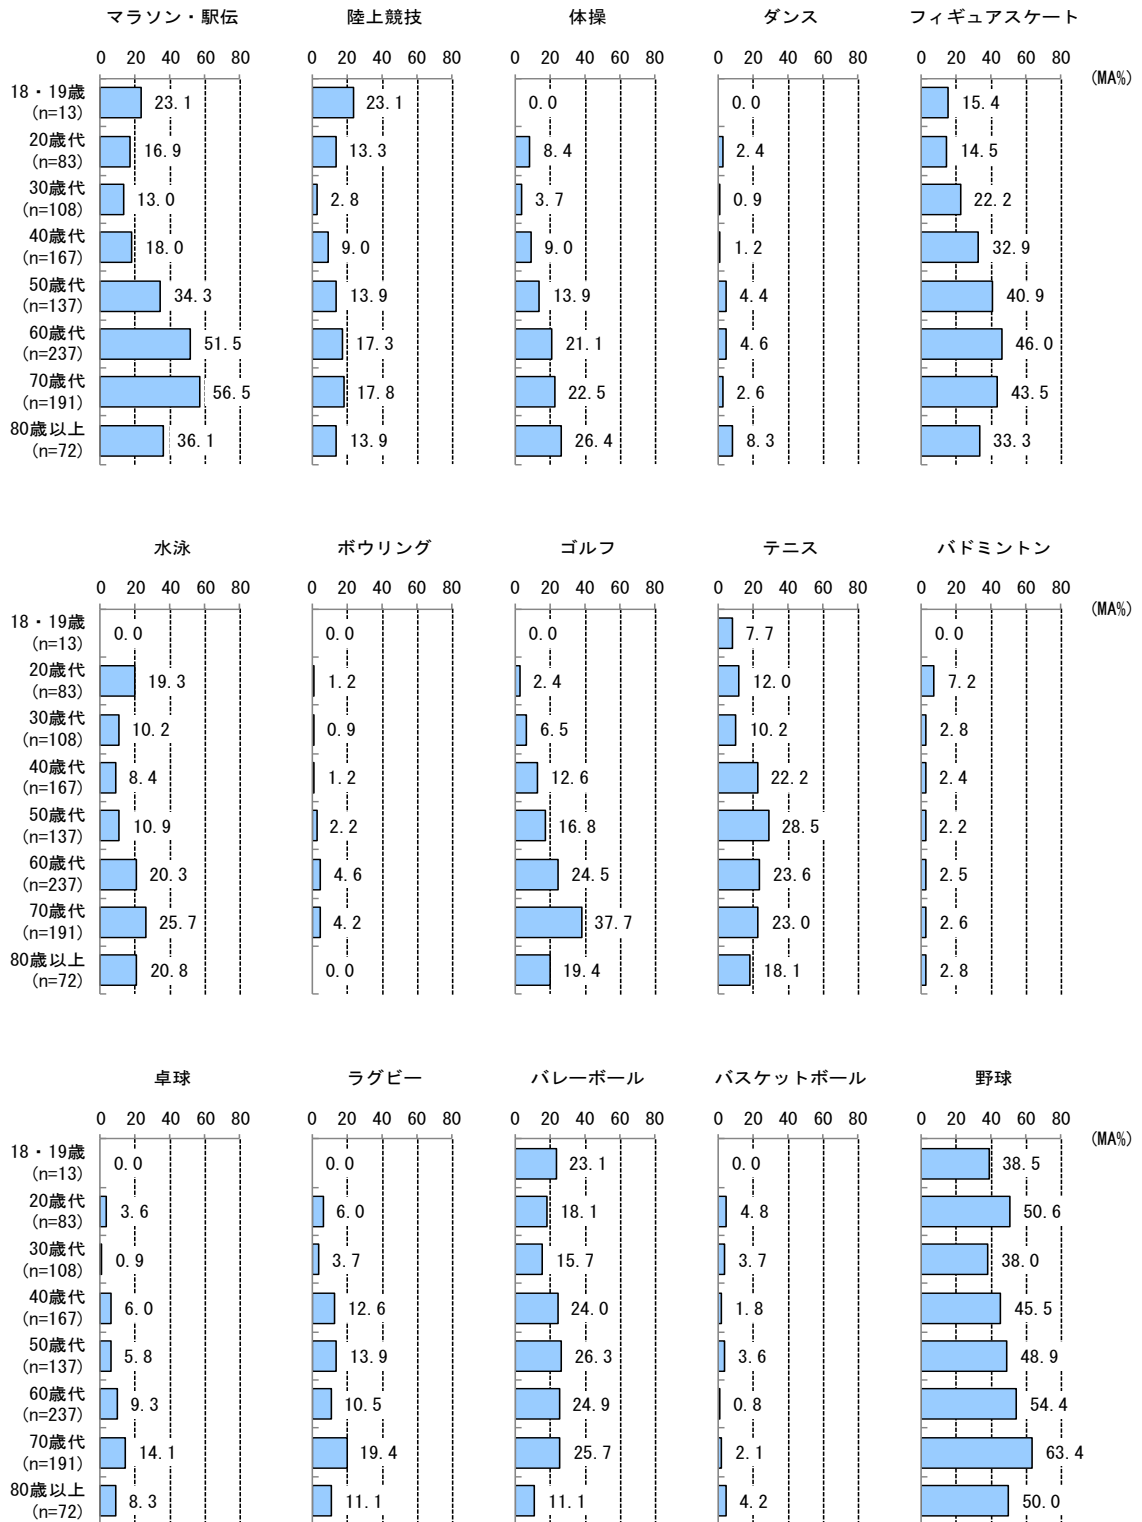 マラソン・駅伝 陸上競技 体操 ダンス フィギュアスケート
0 20 40 60 80 0 20 40 60 80 0 20 40 60 80 0 20 40 60 80 0 20 40 60 80
(MA%)
18・19歳
(n=13) 23.1 23.1 0.0 0.0 15.4
20歳代
(n=83) 16.9 13.3 8.4 2.4 14.5
30歳代
(n=108) 13.0 2.8 3.7 0.9 22.2
40歳代
(n=167) 18.0 9.0 9.0 1.2 32.9
50歳代
(n=137) 34.3 13.9 13.9 4.4 40.9
60歳代
(n=237) 51.5 17.3 21.1 4.6 46.0
70歳代
(n=191) 56.5 17.8 22.5 2.6 43.5
80歳以上
(n=72) 36.1 13.9 26.4 8.3 33.3
水泳 ボウリング ゴルフ テニス バドミントン
0 20 40 60 80 0 20 40 60 80 0 20 40 60 80 0 20 40 60 80 0 20 40 60 80
(MA%)
18・19歳
(n=13) 0.0 0.0 0.0 7.7 0.0
20歳代
(n=83) 19.3 1.2 2.4 12.0 7.2
30歳代
(n=108) 10.2 0.9 6.5 10.2 2.8
40歳代
(n=167) 8.4 1.2 12.6 22.2 2.4
50歳代
(n=137) 10.9 2.2 16.8 28.5 2.2
60歳代
(n=237) 20.3 4.6 24.5 23.6 2.5
70歳代
(n=191) 25.7 4.2 37.7 23.0 2.6
80歳以上
(n=72) 20.8 0.0 19.4 18.1 2.8
卓球 ラグビー バレーボール バスケットボール 野球
0 20 40 60 80 0 20 40 60 80 0 20 40 60 80 0 20 40 60 80 0 20 40 60 80
(MA%)
18・19歳
(n=13) 0.0 0.0 23.1 0.0 38.5
20歳代
(n=83) 3.6 6.0 18.1 4.8 50.6
30歳代
(n=108) 0.9 3.7 15.7 3.7 38.0
40歳代
(n=167) 6.0 12.6 24.0 1.8 45.5
50歳代
(n=137) 5.8 13.9 26.3 3.6 48.9
60歳代
(n=237) 9.3 10.5 24.9 0.8 54.4
70歳代
(n=191) 14.1 19.4 25.7 2.1 63.4
80歳以上
(n=72) 8.3 11.1 11.1 4.2 50.0